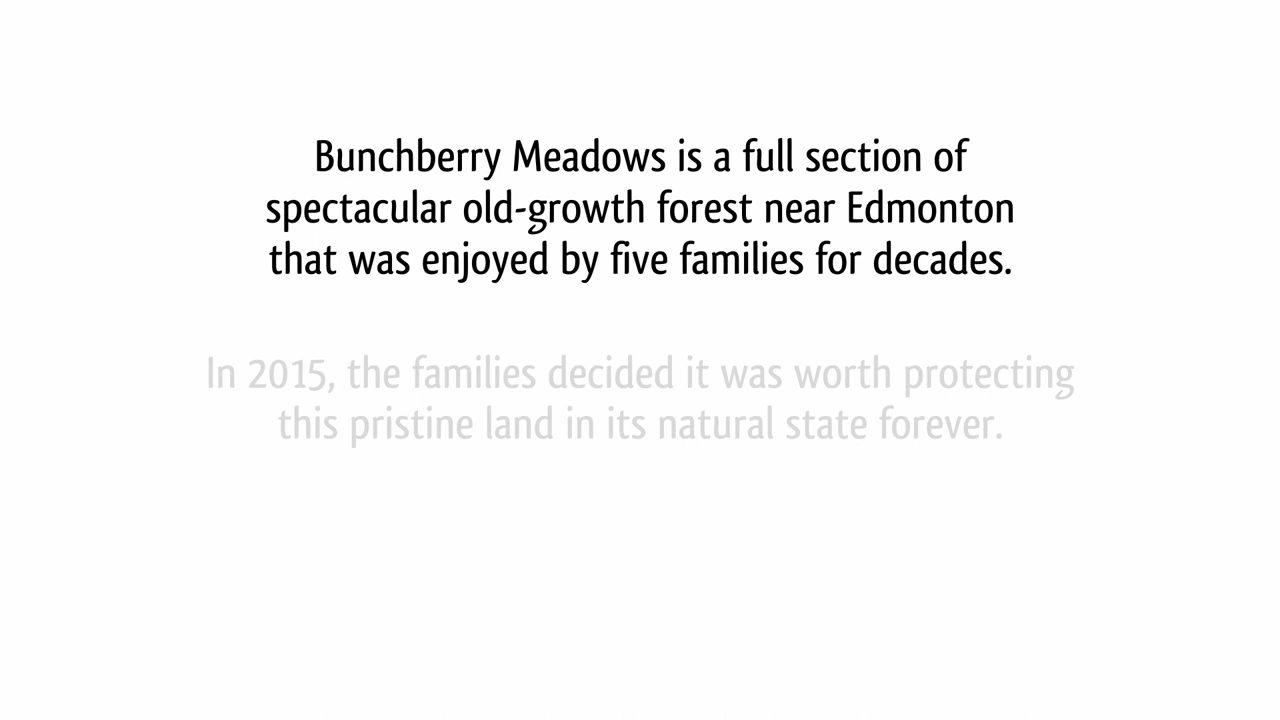 Bunchberry Meadows is a full section of
spectacular old-growth forest near Edmonton
that was enjoyed by five families for decades.
In 2015, the families decided it was worth protecting
this pristine land in its natural state forever.